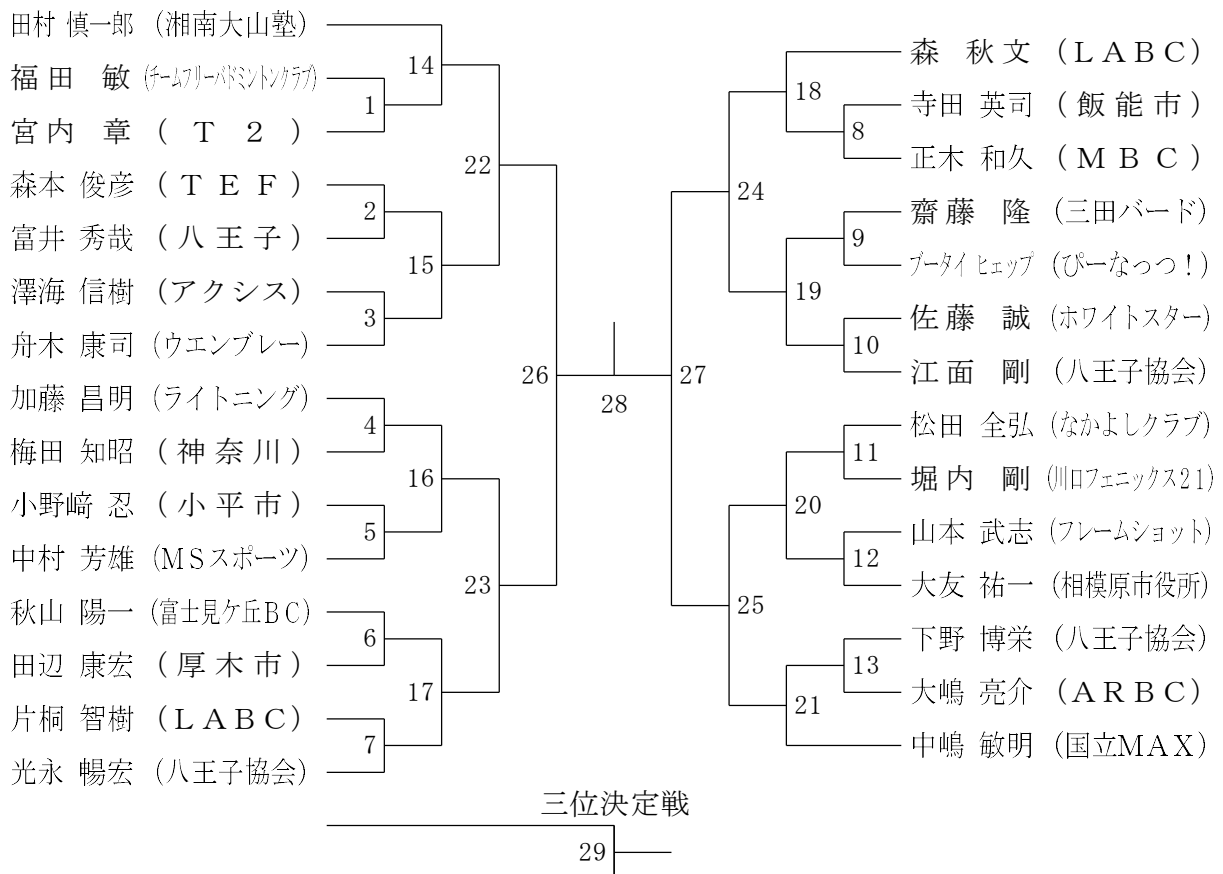 田村 慎一郎 (湘南大山塾)
福田 敏 (チームフリーバドミントンクラブ)
宮内 章 (T2)
森本 俊彦 (TEF)
富井 秀哉 (八王子)
澤海 信樹 (アクシス)
舟木 康司 (ウエンブレー)
加藤 昌明 (ライトニング)
梅田 知昭 (神奈川)
小野﨑 忍 (小平市)
中村 芳雄 (MSスポーツ)
秋山 陽一 (富士見ケ丘BC)
田辺 康宏 (厚木市)
片桐 智樹 (LABC)
光永 暢宏 (八王子協会)
1
2
3
4
5
6
7
14
15
16
17
22
23
26
28
27
24
25
18
19
20
21
8
9
10
11
12
13
森 秋文 (LABC)
寺田 英司 (飯能市)
正木 和久 (MBC)
齋藤 隆 (三田バード)
ブータイ ヒェップ (ぴーなっつ!)
佐藤 誠 (ホワイトスター)
江面 剛 (八王子協会)
松田 全弘 (なかよしクラブ)
堀内 剛 (川口フェニックス21)
山本 武志 (フレームショット)
大友 祐一 (相模原市役所)
下野 博栄 (八王子協会)
大嶋 亮介 (ARBC)
中嶋 敏明 (国立MAX)
三位決定戦
29